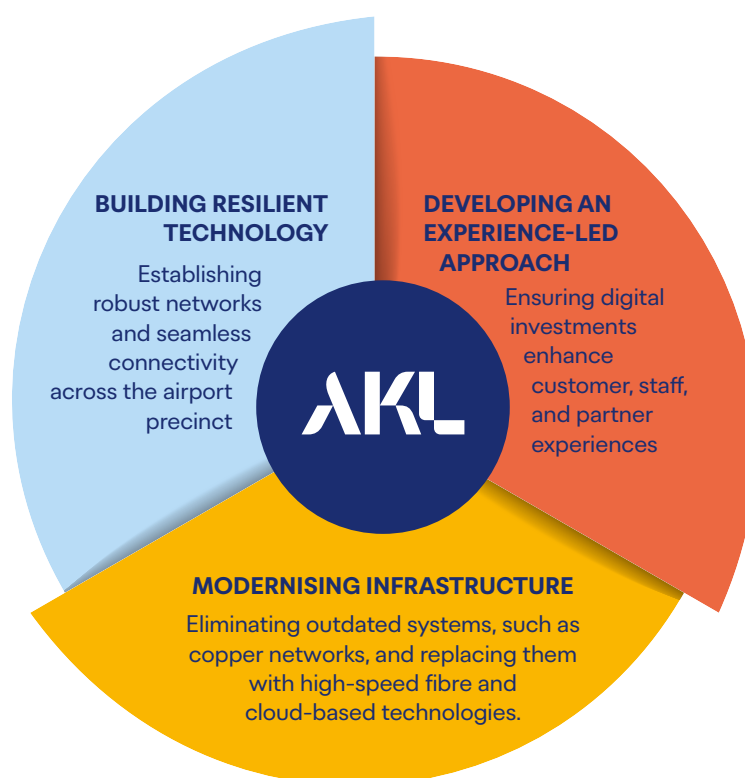 BUILDING RESILIENT
TECHNOLOGY
Establishing
robust networks
and seamless
connectivity
across the airport
precinct
DEVELOPING AN
EXPERIENCE-LED
APPROACH
Ensuring digital
investments
enhance
customer, staff,
and partner
experiences
AKL
MODERNISING INFRASTRUCTURE
Eliminating outdated systems, such as
copper networks, and replacing them
with high-speed fibre and
cloud-based technologies.